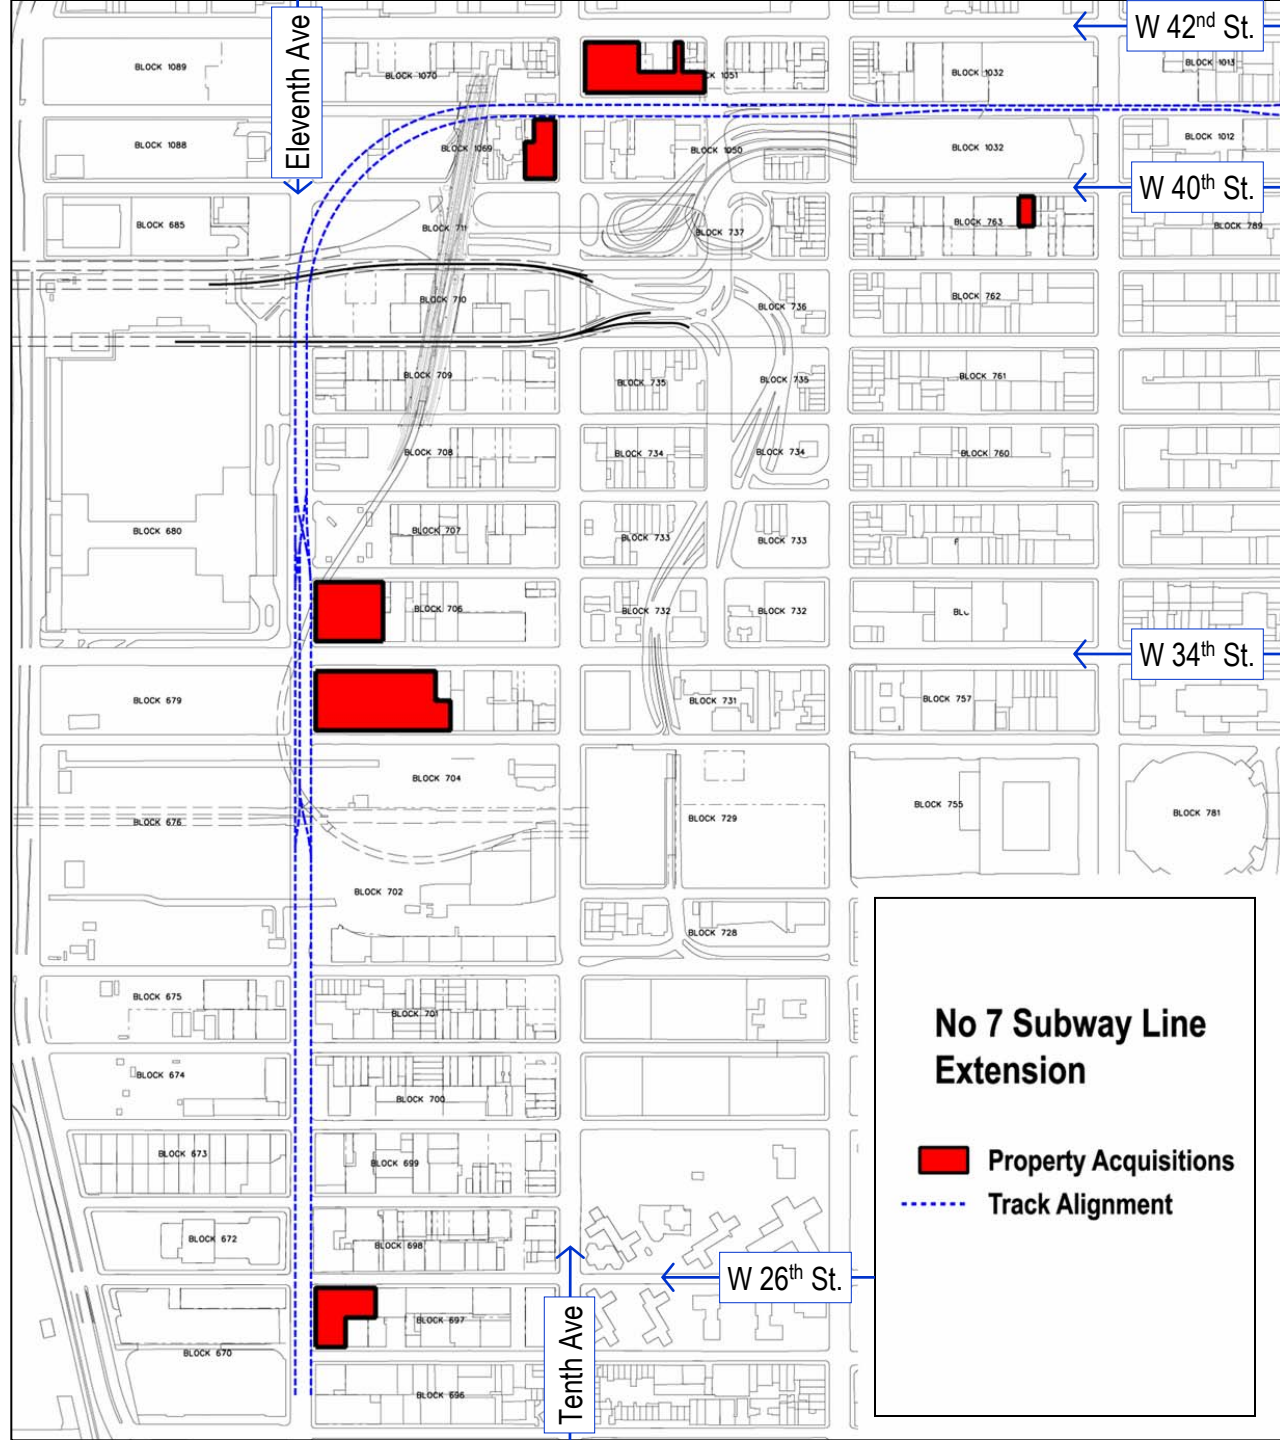 W 42nd St.
Eleventh Ave
BLOCK 1089
BLOCK 1070
CK 1051
BLOCK 1032
BLOCK 1013
BLOCK 1088
BLOCK 1069
BLOCK 1050
BLOCK 1032
BLOCK 1012
W 40th St.
BLOCK 685
BLOCK 711
BLOCK 737
BLOCK 763
BLOCK 789
BLOCK 710
BLOCK 736
BLOCK 762
BLOCK 709
BLOCK 735
BLOCK 735
BLOCK 761
BLOCK 708
BLOCK 734
BLOCK 734
BLOCK 760
BLOCK 680
BLOCK 707
BLOCK 733
BLOCK 733
BLOCK 706
BLOCK 732
BLOCK 732
W 34th St.
BLOCK 679
BLOCK 731
BLOCK 757
BLOCK 704
BLOCK 676
BLOCK 729
BLOCK 755
BLOCK 781
BLOCK 702
BLOCK 728
BLOCK 675
BLOCK 701
BLOCK 674
BLOCK 700
BLOCK 673
BLOCK 699
BLOCK 672
BLOCK 698
W 26th St.
BLOCK 697
BLOCK 670
BLOCK 696
Tenth Ave
No 7 Subway Line
Extension
Property Acquisitions
Track Alignment